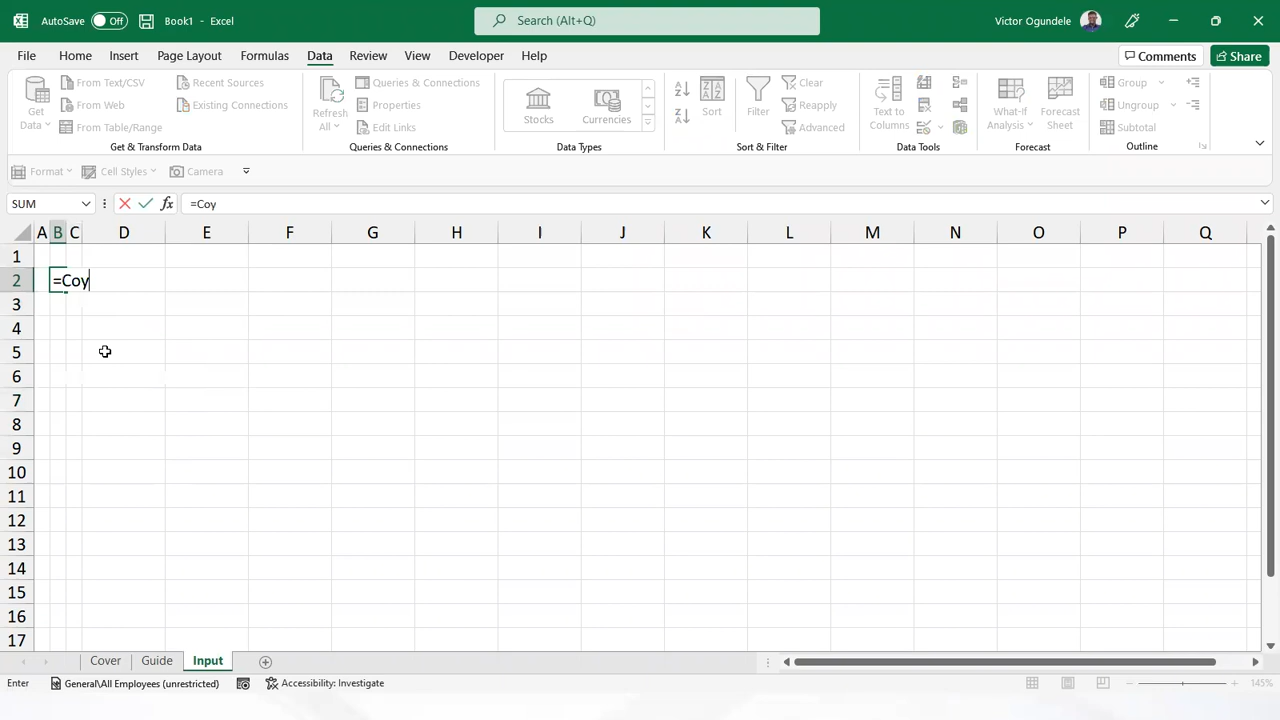 AutoSave Off Book1 - Excel Search (Alt+Q) Victor Ogundele
File Home Insert Page Layout Formulas Data Review View Developer Help Comments Share
Get Data From Text/CSV From Web From Table/Range Recent Sources Existing Connections
Refresh All Queries & Connections Properties Edit Links
Stocks Currencies
Sort Filter Clear Reapply Advanced
Text to Columns
What-If Analysis Forecast Sheet
Group Ungroup Subtotal
Get & Transform Data Queries & Connections Data Types Sort & Filter Data Tools Forecast Outline
Format Cell Styles Camera
SUM fx =Coy
A B C D E F G H I J K L M N O P Q
1
2 =Coy
3
4
5
6
7
8
9
10
11
12
13
14
15
16
17
Cover Guide Input
Enter General\All Employees (unrestricted) Accessibility: Investigate 145%